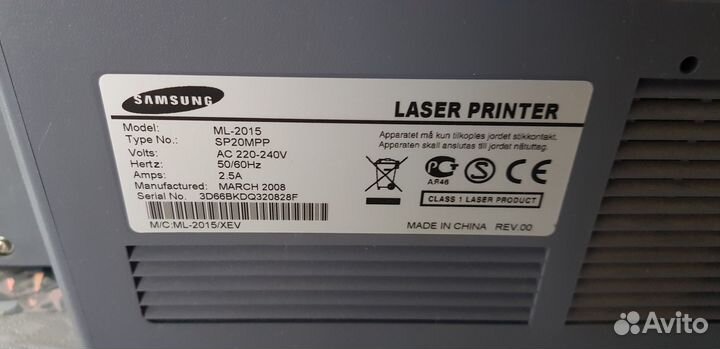 SAMSUNG
LASER PRINTER
Model: ML-2015
Type No.: SP20MPP
Volts: AC 220-240V
Hertz: 50/60Hz
Amps: 2.5A
Manufactured: MARCH 2008
Serial No. 3D66BKDQ320828F
M/C:ML-2015/XEV
Apparatet må kun tilkoples jordet stikkontakt.
Apparaten skall anslutas till jordat nätuttag.
АЯ46
CE
CLASS 1 LASER PRODUCT
MADE IN CHINA REV.00
Avito